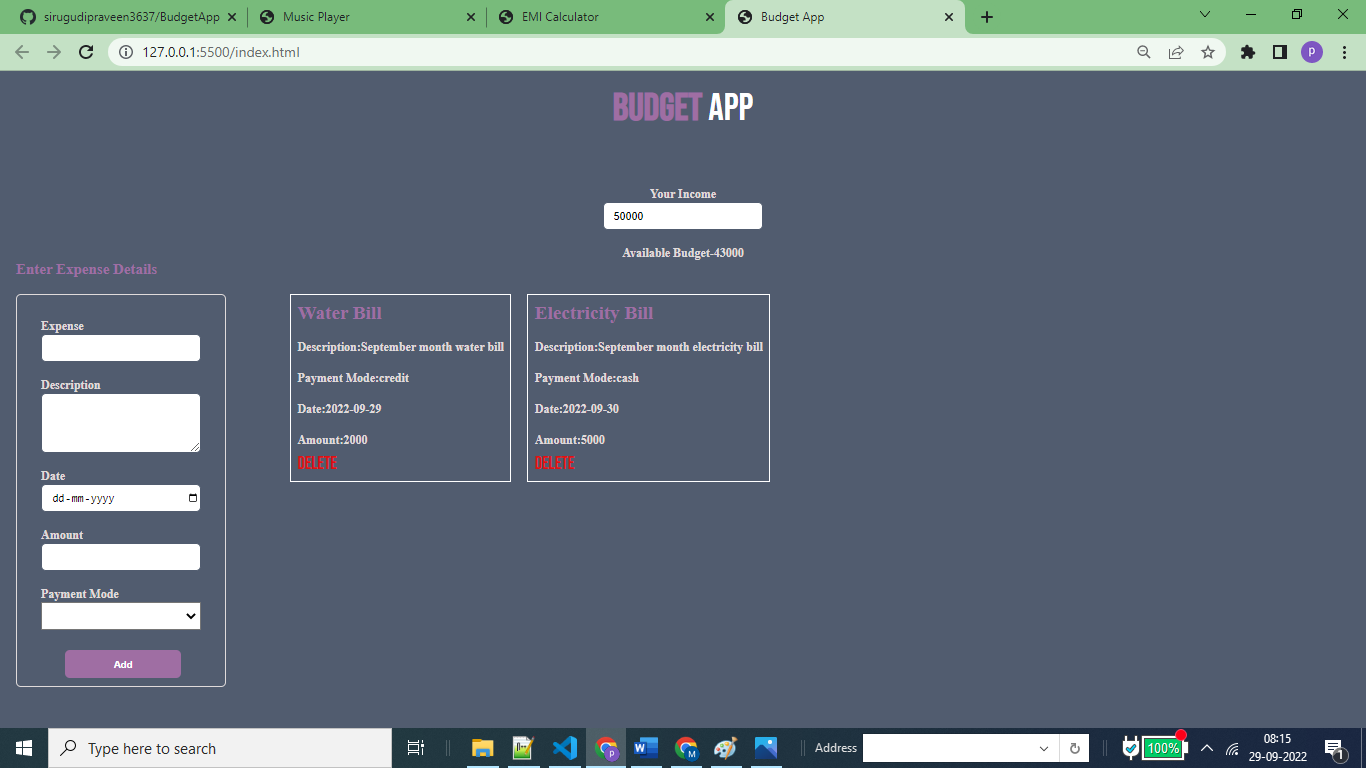 sirugudipraveen3637/BudgetApp
Music Player
EMI Calculator
Budget App
127.0.0.1:5500/index.html
P
BUDGET APP
Your Income
50000
Available Budget-43000
Enter Expense Details
Expense
Description
Date
dd-mm-yyyy
Amount
Payment Mode
Add
Water Bill
Description:September month water bill
Payment Mode:credit
Date:2022-09-29
Amount:2000
DELETE
Electricity Bill
Description:September month electricity bill
Payment Mode:cash
Date:2022-09-30
Amount:5000
DELETE
Type here to search
P
W
M
Address
100%
08:15
29-09-2022
1